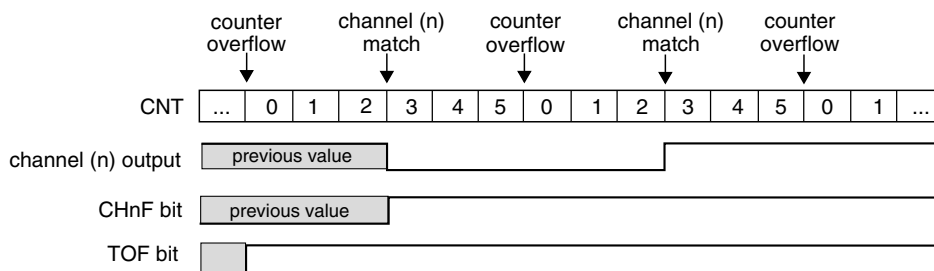 counter overflow
channel (n) match
counter overflow
channel (n) match
counter overflow
CNT ... 0 1 2 3 4 5 0 1 2 3 4 5 0 1 ...
channel (n) output previous value
CHnF bit previous value
TOF bit